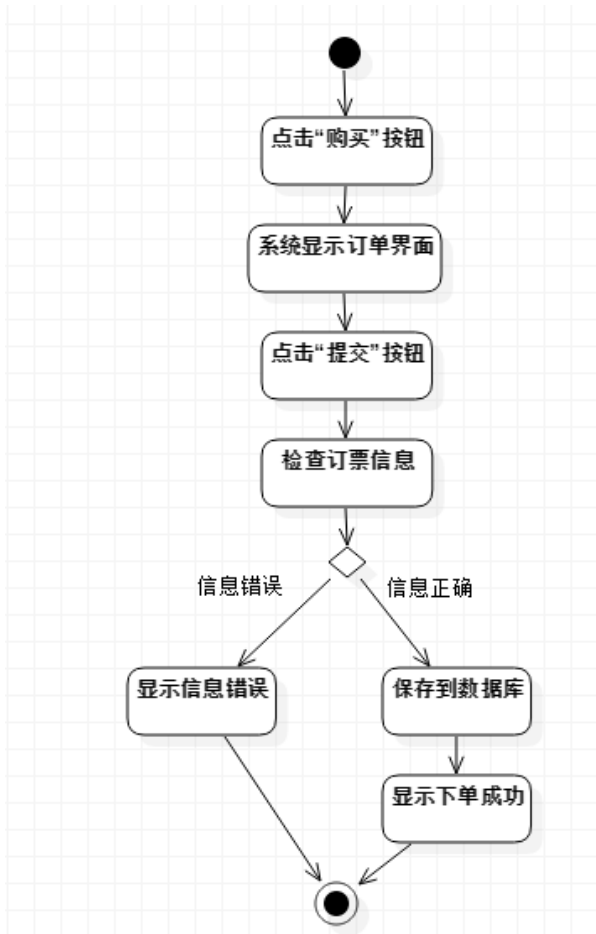 点击“购买”按钮
系统显示订单界面
点击“提交”按钮
检查订票信息
信息错误
信息正确
显示信息错误
保存到数据库
显示下单成功